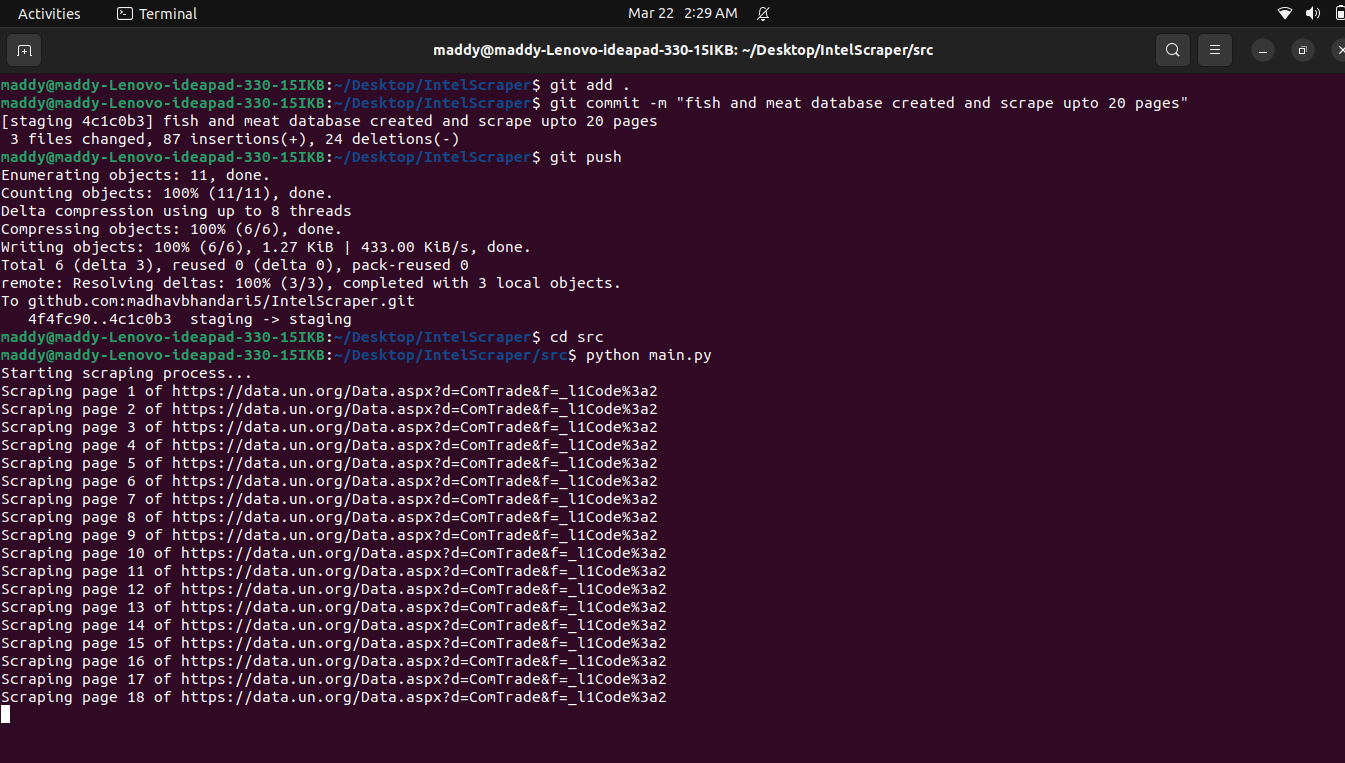 Activities Terminal Mar 22 2:29 AM
maddy@maddy-Lenovo-ideapad-330-15IKB: ~/Desktop/IntelScraper/src
maddy@maddy-Lenovo-ideapad-330-15IKB:~/Desktop/IntelScraper$ git add .
maddy@maddy-Lenovo-ideapad-330-15IKB:~/Desktop/IntelScraper$ git commit -m "fish and meat database created and scrape upto 20 pages"
[staging 4c1c0b3] fish and meat database created and scrape upto 20 pages
 3 files changed, 87 insertions(+), 24 deletions(-)
maddy@maddy-Lenovo-ideapad-330-15IKB:~/Desktop/IntelScraper$ git push
Enumerating objects: 11, done.
Counting objects: 100% (11/11), done.
Delta compression using up to 8 threads
Compressing objects: 100% (6/6), done.
Writing objects: 100% (6/6), 1.27 KiB | 433.00 KiB/s, done.
Total 6 (delta 3), reused 0 (delta 0), pack-reused 0
remote: Resolving deltas: 100% (3/3), completed with 3 local objects.
To github.com:madhavbhandari5/IntelScraper.git
   4f4fc90..4c1c0b3  staging -> staging
maddy@maddy-Lenovo-ideapad-330-15IKB:~/Desktop/IntelScraper$ cd src
maddy@maddy-Lenovo-ideapad-330-15IKB:~/Desktop/IntelScraper/src$ python main.py
Starting scraping process...
Scraping page 1 of https://data.un.org/Data.aspx?d=ComTrade&f=_l1Code%3a2
Scraping page 2 of https://data.un.org/Data.aspx?d=ComTrade&f=_l1Code%3a2
Scraping page 3 of https://data.un.org/Data.aspx?d=ComTrade&f=_l1Code%3a2
Scraping page 4 of https://data.un.org/Data.aspx?d=ComTrade&f=_l1Code%3a2
Scraping page 5 of https://data.un.org/Data.aspx?d=ComTrade&f=_l1Code%3a2
Scraping page 6 of https://data.un.org/Data.aspx?d=ComTrade&f=_l1Code%3a2
Scraping page 7 of https://data.un.org/Data.aspx?d=ComTrade&f=_l1Code%3a2
Scraping page 8 of https://data.un.org/Data.aspx?d=ComTrade&f=_l1Code%3a2
Scraping page 9 of https://data.un.org/Data.aspx?d=ComTrade&f=_l1Code%3a2
Scraping page 10 of https://data.un.org/Data.aspx?d=ComTrade&f=_l1Code%3a2
Scraping page 11 of https://data.un.org/Data.aspx?d=ComTrade&f=_l1Code%3a2
Scraping page 12 of https://data.un.org/Data.aspx?d=ComTrade&f=_l1Code%3a2
Scraping page 13 of https://data.un.org/Data.aspx?d=ComTrade&f=_l1Code%3a2
Scraping page 14 of https://data.un.org/Data.aspx?d=ComTrade&f=_l1Code%3a2
Scraping page 15 of https://data.un.org/Data.aspx?d=ComTrade&f=_l1Code%3a2
Scraping page 16 of https://data.un.org/Data.aspx?d=ComTrade&f=_l1Code%3a2
Scraping page 17 of https://data.un.org/Data.aspx?d=ComTrade&f=_l1Code%3a2
Scraping page 18 of https://data.un.org/Data.aspx?d=ComTrade&f=_l1Code%3a2